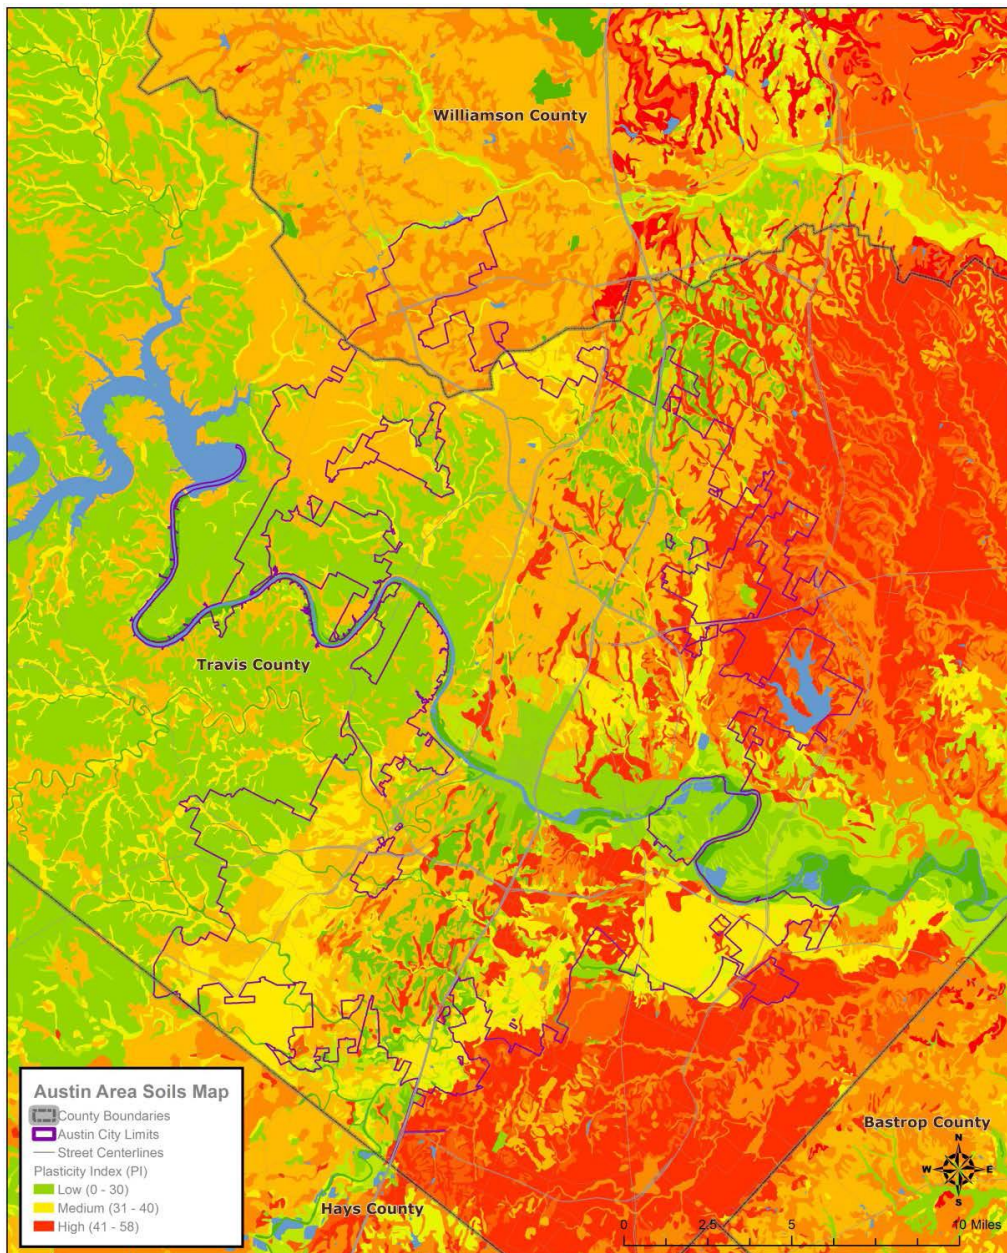 Williamson County
Travis County
Austin Area Soils Map
County Boundaries
Austin City Limits
Street Centerlines
Plasticity Index (PI)
Low (0 - 30)
Medium (31 - 40)
High (41 - 58)
Hays County
Bastrop County
N
W
E
S
0 2.5 5 10 Miles